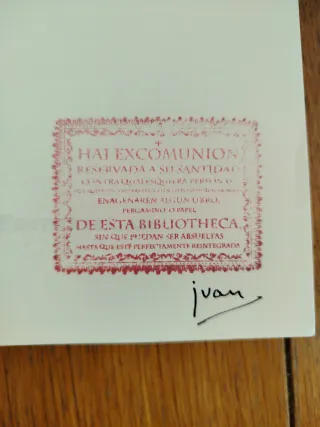 HAI EXCOMUNION
RESERVADA A SU SANTIDAD
CONTRA QUALESQUIERA PERSONAS
ENAGENAREN ALGUN LIBRO,
PERGAMINO O PAPEL
DE ESTA BIBLIOTHECA,
SIN QUE PUEDAN SER ABSUELTAS
HASTA QUE ESTÉ PERFECTAMENTE REINTEGRADA
juan